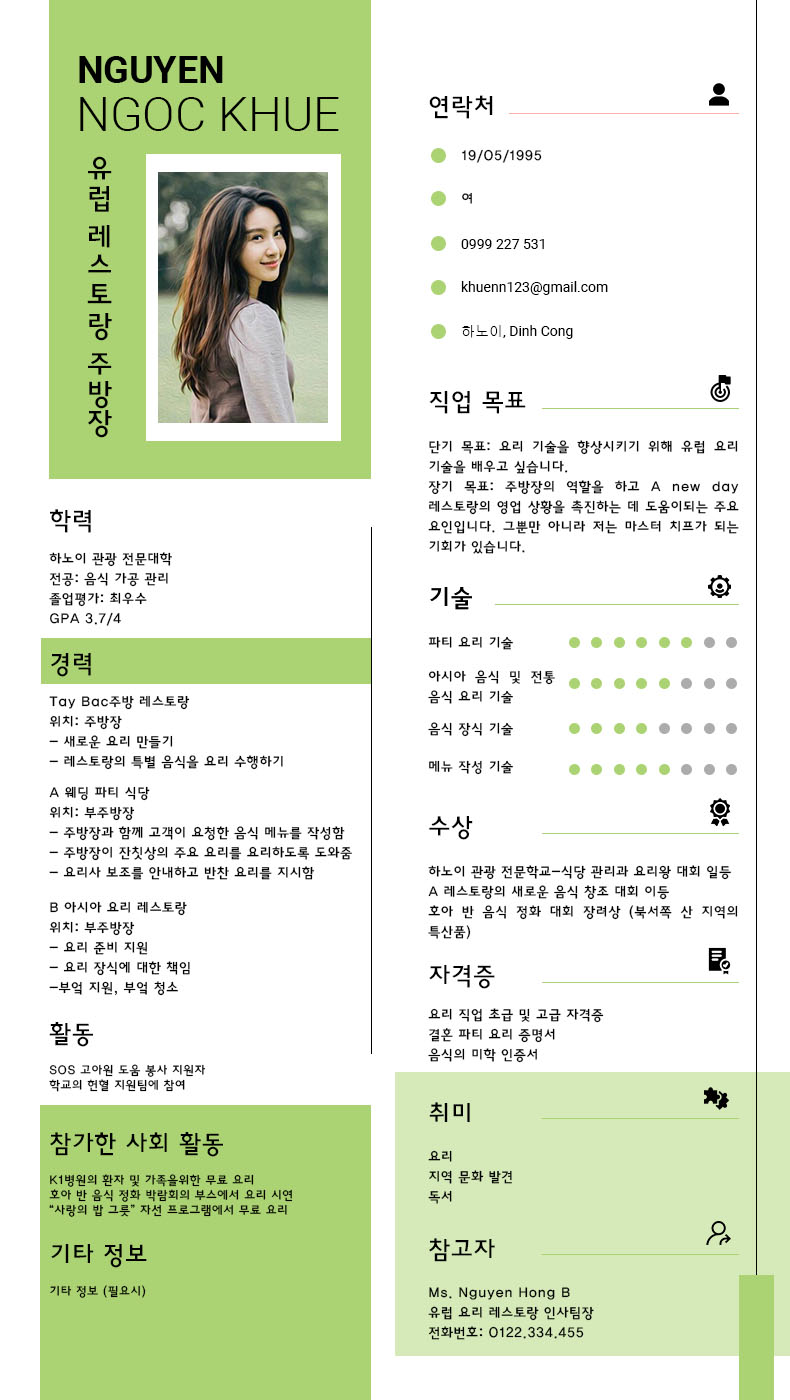 NGUYEN
NGOC KHUE
유럽 레스토랑 주방장
학력
하노이 관광 전문대학
전공: 음식 가공 관리
졸업평가: 최우수
GPA 3.7/4
경력
Tay Bac주방 레스토랑
위치: 주방장
- 새로운 요리 만들기
- 레스토랑의 특별 음식을 요리 수행하기
A 웨딩 파티 식당
위치: 부주방장
- 주방장과 함께 고객이 요청한 음식 메뉴를 작성함
- 주방장이 잔칫상의 주요 요리를 요리하도록 도와줌
- 요리사 보조를 안내하고 반찬 요리를 지시함
B 아시아 요리 레스토랑
위치: 부주방장
- 요리 준비 지원
- 요리 장식에 대한 책임
-부엌 지원, 부엌 청소
활동
SOS 고아원 도움 봉사 지원자
학교의 헌혈 지원팀에 참여
참가한 사회 활동
K1병원의 환자 및 가족을위한 무료 요리
호아 반 음식 정화 박람회의 부스에서 요리 시연
“사랑의 밥 그릇” 자선 프로그램에서 무료 요리
기타 정보
기타 정보 (필요시)
연락처
19/05/1995
여
0999 227 531
khuenn123@gmail.com
하노이, Dinh Cong
직업 목표
단기 목표: 요리 기술을 향상시키기 위해 유럽 요리
기술을 배우고 싶습니다.
장기 목표: 주방장의 역할을 하고 A new day
레스토랑의 영업 상황을 촉진하는 데 도움이되는 주요
요인입니다. 그뿐만 아니라 저는 마스터 치프가 되는
기회가 있습니다.
기술
파티 요리 기술
아시아 음식 및 전통
음식 요리 기술
음식 장식 기술
메뉴 작성 기술
수상
하노이 관광 전문학교-식당 관리과 요리왕 대회 일등
A 레스토랑의 새로운 음식 창조 대회 이등
호아 반 음식 정화 대회 장려상 (북서쪽 산 지역의
특산품)
자격증
요리 직업 초급 및 고급 자격증
결혼 파티 요리 증명서
음식의 미학 인증서
취미
요리
지역 문화 발견
독서
참고자
Ms. Nguyen Hong B
유럽 요리 레스토랑 인사팀장
전화번호: 0122.334.455